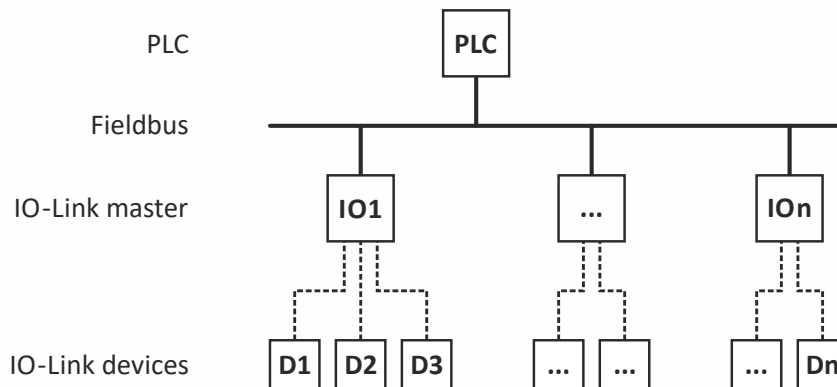 PLC PLC
Fieldbus
IO-Link master IO1 ... IOn
IO-Link devices D1 D2 D3 ... ... ... Dn